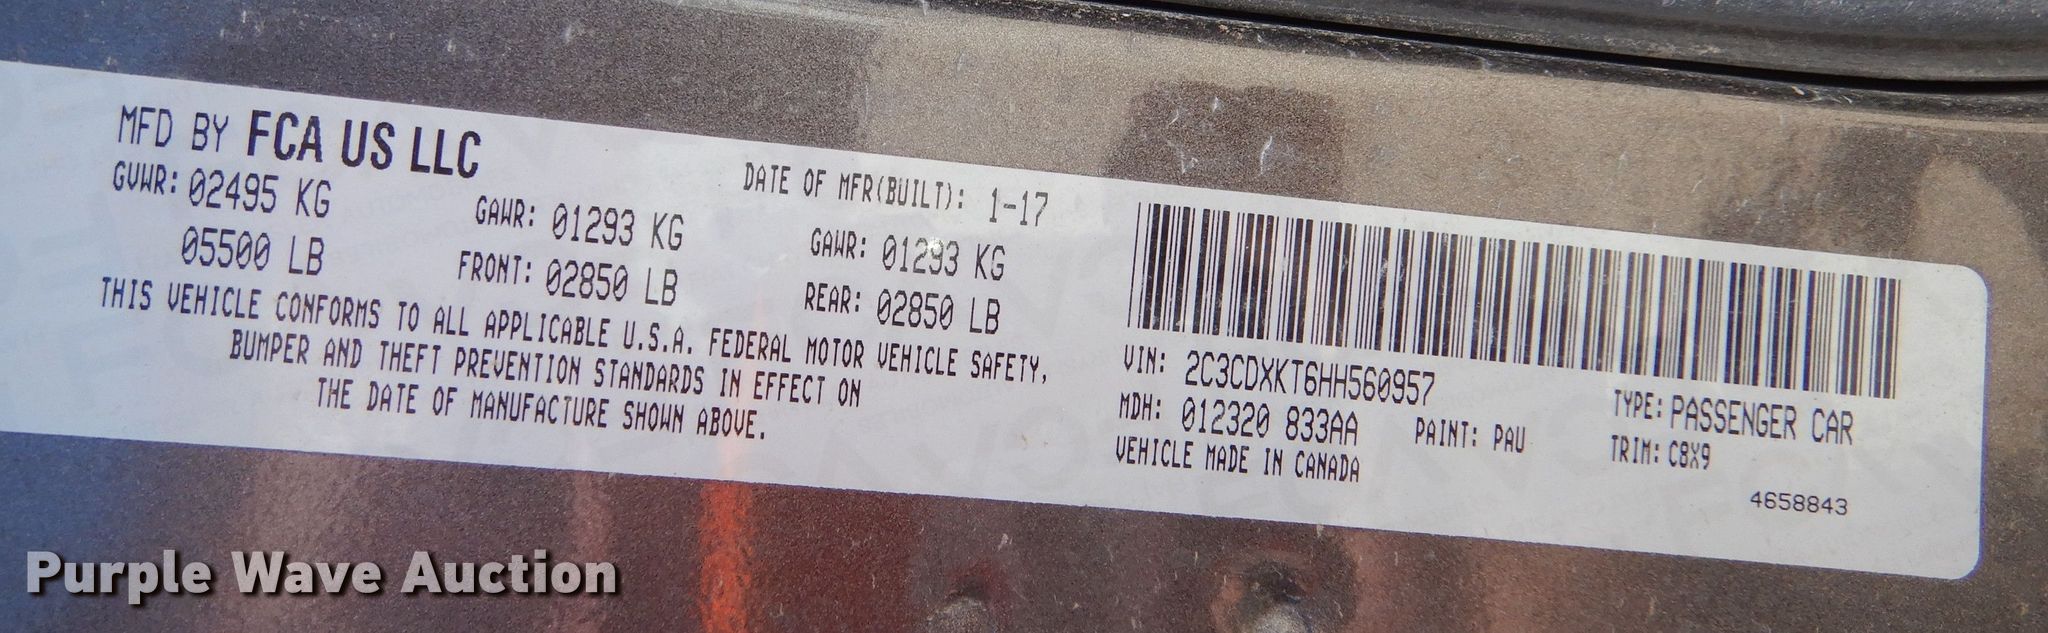 MFD BY FCA US LLC
GVWR: 02495 KG
05500 LB
GAWR: 01293 KG
FRONT: 02850 LB
DATE OF MFR(BUILT): 1-17
GAWR: 01293 KG
REAR: 02850 LB
THIS VEHICLE CONFORMS TO ALL APPLICABLE U.S.A. FEDERAL MOTOR VEHICLE SAFETY,
BUMPER AND THEFT PREVENTION STANDARDS IN EFFECT ON
THE DATE OF MANUFACTURE SHOWN ABOVE.
VIN: 2C3CDXKT6HH560957
MDH: 012320 833AA
PAINT: PAU
VEHICLE MADE IN CANADA
TYPE: PASSENGER CAR
TRIM: C8X9
4658843
Purple Wave Auction